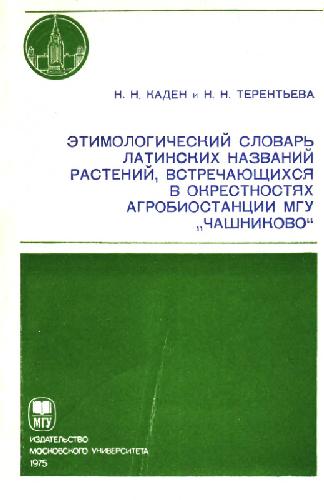 Н. Н. КАДЕН и Н. Н. ТЕРЕНТЬЕВА
ЭТИМОЛОГИЧЕСКИЙ СЛОВАРЬ
ЛАТИНСКИХ НАЗВАНИЙ
РАСТЕНИЙ, ВСТРЕЧАЮЩИХСЯ
В ОКРЕСТНОСТЯХ
АГРОБИОСТАНЦИИ МГУ
„ЧАШНИКОВО“
МГУ
ИЗДАТЕЛЬСТВО
МОСКОВСКОГО УНИВЕРСИТЕТА
1975